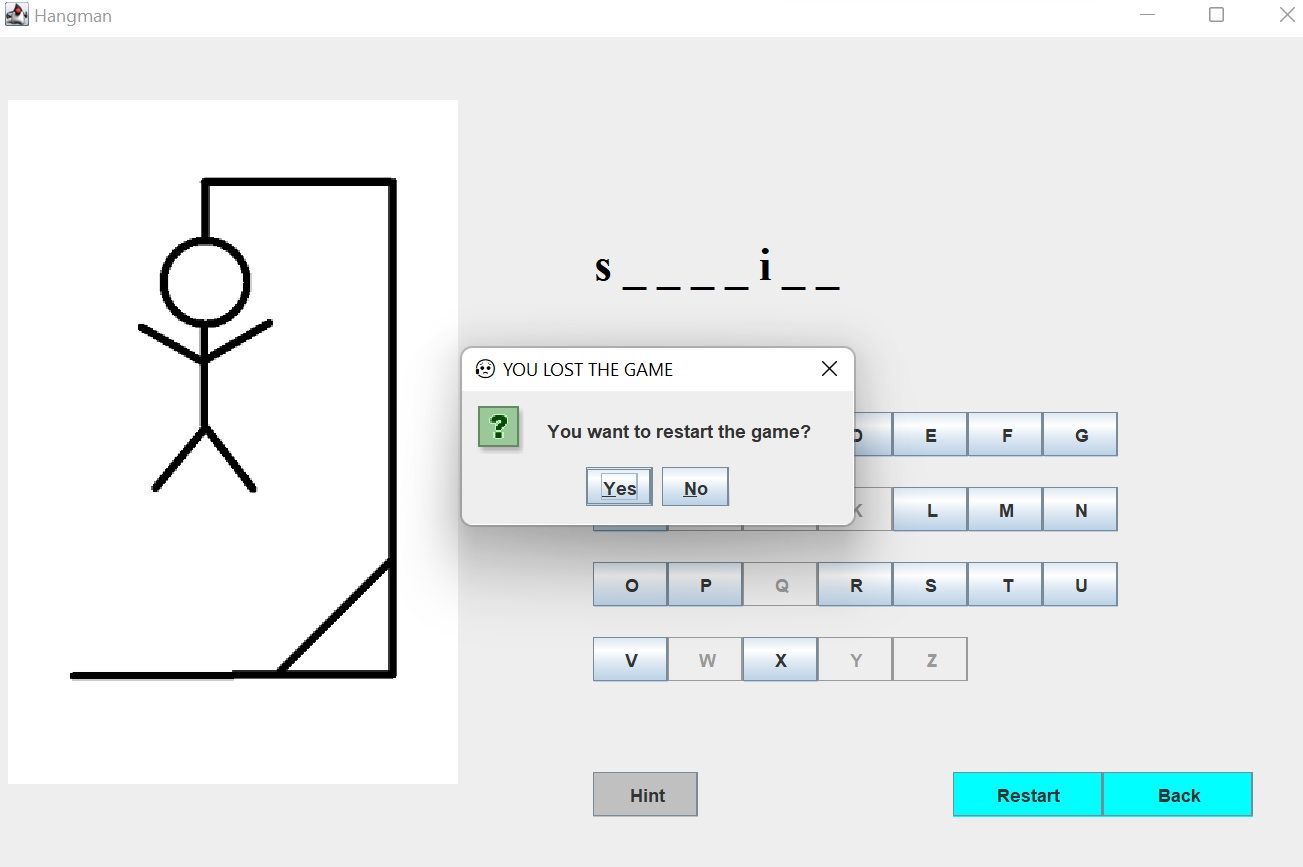 Hangman
s _ _ _ _ i _ _
YOU LOST THE GAME
?
You want to restart the game?
Yes No
D E F G
K L M N
O P Q R S T U
V W X Y Z
Hint Restart Back